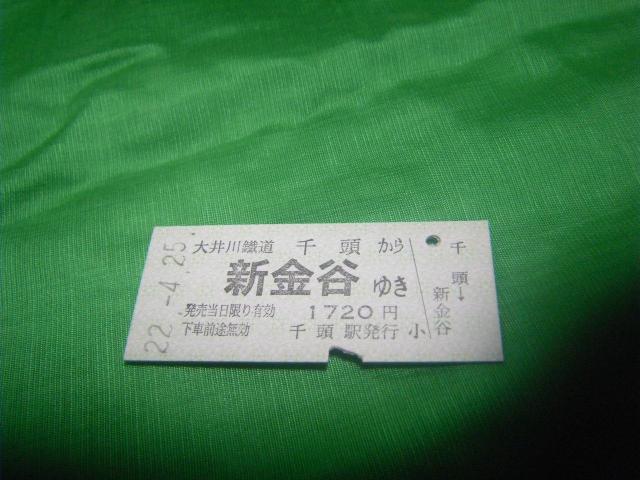 22.-4.25
大井川鐵道 千頭から
新金谷ゆき
発売当日限り有効 1720円
下車前途無効 千頭駅発行 小
千頭→
新金谷